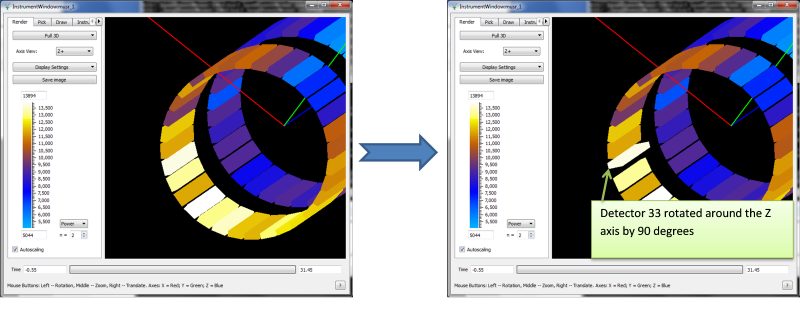 InstrumentWindow:musr_1
Render Pick Draw Instru
Full 3D
Axis View: Z+
Display Settings
Save image
13894
13,500
13,000
12,500
12,000
11,500
11,000
10,500
10,000
9,500
9,000
8,500
8,000
7,500
7,000
6,500
6,000
5,500
Power
5044 n = 2
Autoscaling
Time -0.55 31.45
Mouse Buttons: Left -- Rotation, Middle -- Zoom, Right -- Translate. Axes: X = Red; Y = Green; Z = Blue ?
InstrumentWindow:musr_1
Render Pick Draw Instru
Full 3D
Axis View: Z+
Display Settings
Save image
13894
13,500
13,000
12,500
12,000
11,500
11,000
10,500
10,000
9,500
9,000
8,500
8,000
7,500
7,000
6,500
6,000
5,500
Power
5044 n = 2
Autoscaling
Detector 33 rotated around the Z
axis by 90 degrees
Time -0.55 31.45
Mouse Buttons: Left -- Rotation, Middle -- Zoom, Right -- Translate. Axes: X = Red; Y = Green; Z = Blue ?